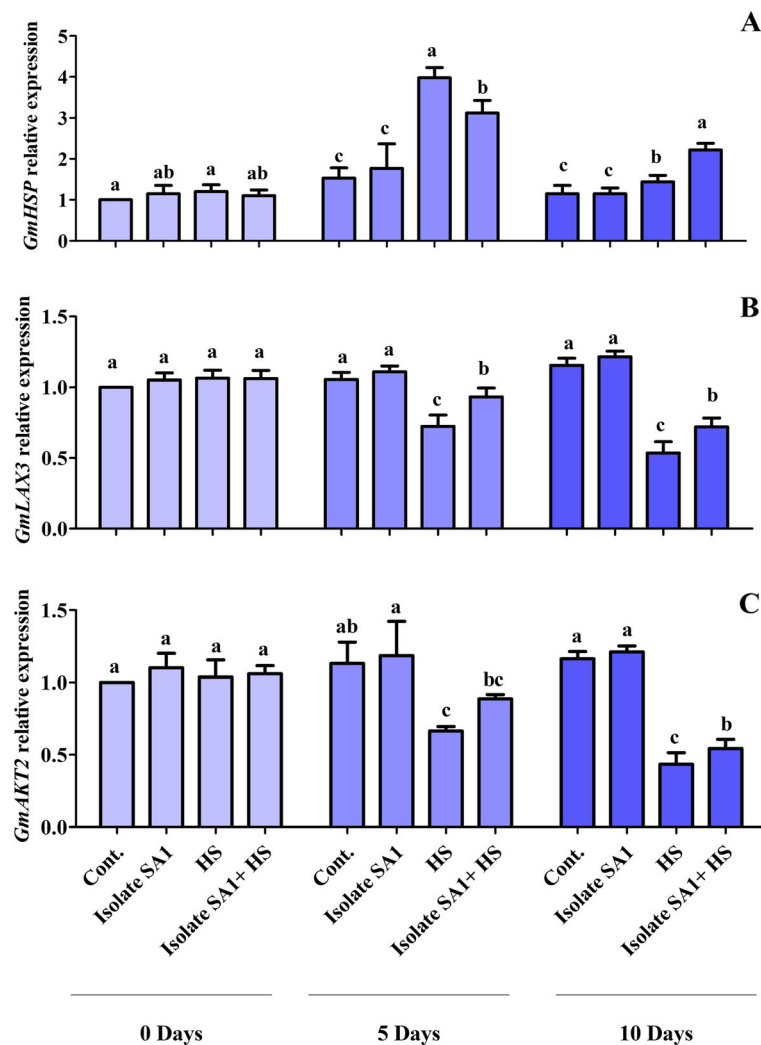 A
GmHSP relative expression
5
4
3
2
1
0
a
ab
a
ab
c
c
a
b
c
c
b
a
B
GmLAX3 relative expression
1.5
1.0
0.5
0.0
a
a
a
a
a
a
c
b
a
a
c
b
C
GmAKT2 relative expression
1.5
1.0
0.5
0.0
a
a
a
a
ab
a
c
bc
a
a
c
b
Cont.
Isolate SA1
HS
Isolate SA1+ HS
Cont.
Isolate SA1
HS
Isolate SA1+ HS
Cont.
Isolate SA1
HS
Isolate SA1+ HS
0 Days
5 Days
10 Days